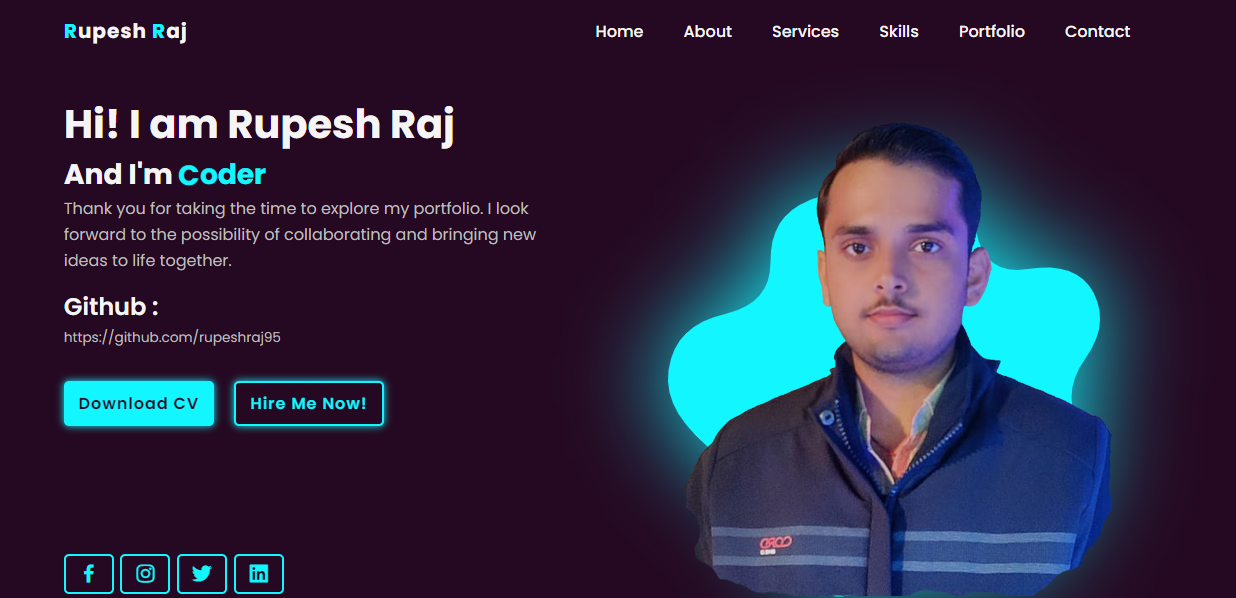 Rupesh Raj
Home About Services Skills Portfolio Contact
Hi! I am Rupesh Raj
And I'm Coder
Thank you for taking the time to explore my portfolio. I look
forward to the possibility of collaborating and bringing new
ideas to life together.
Github :
https://github.com/rupeshraj95
Download CV
Hire Me Now!